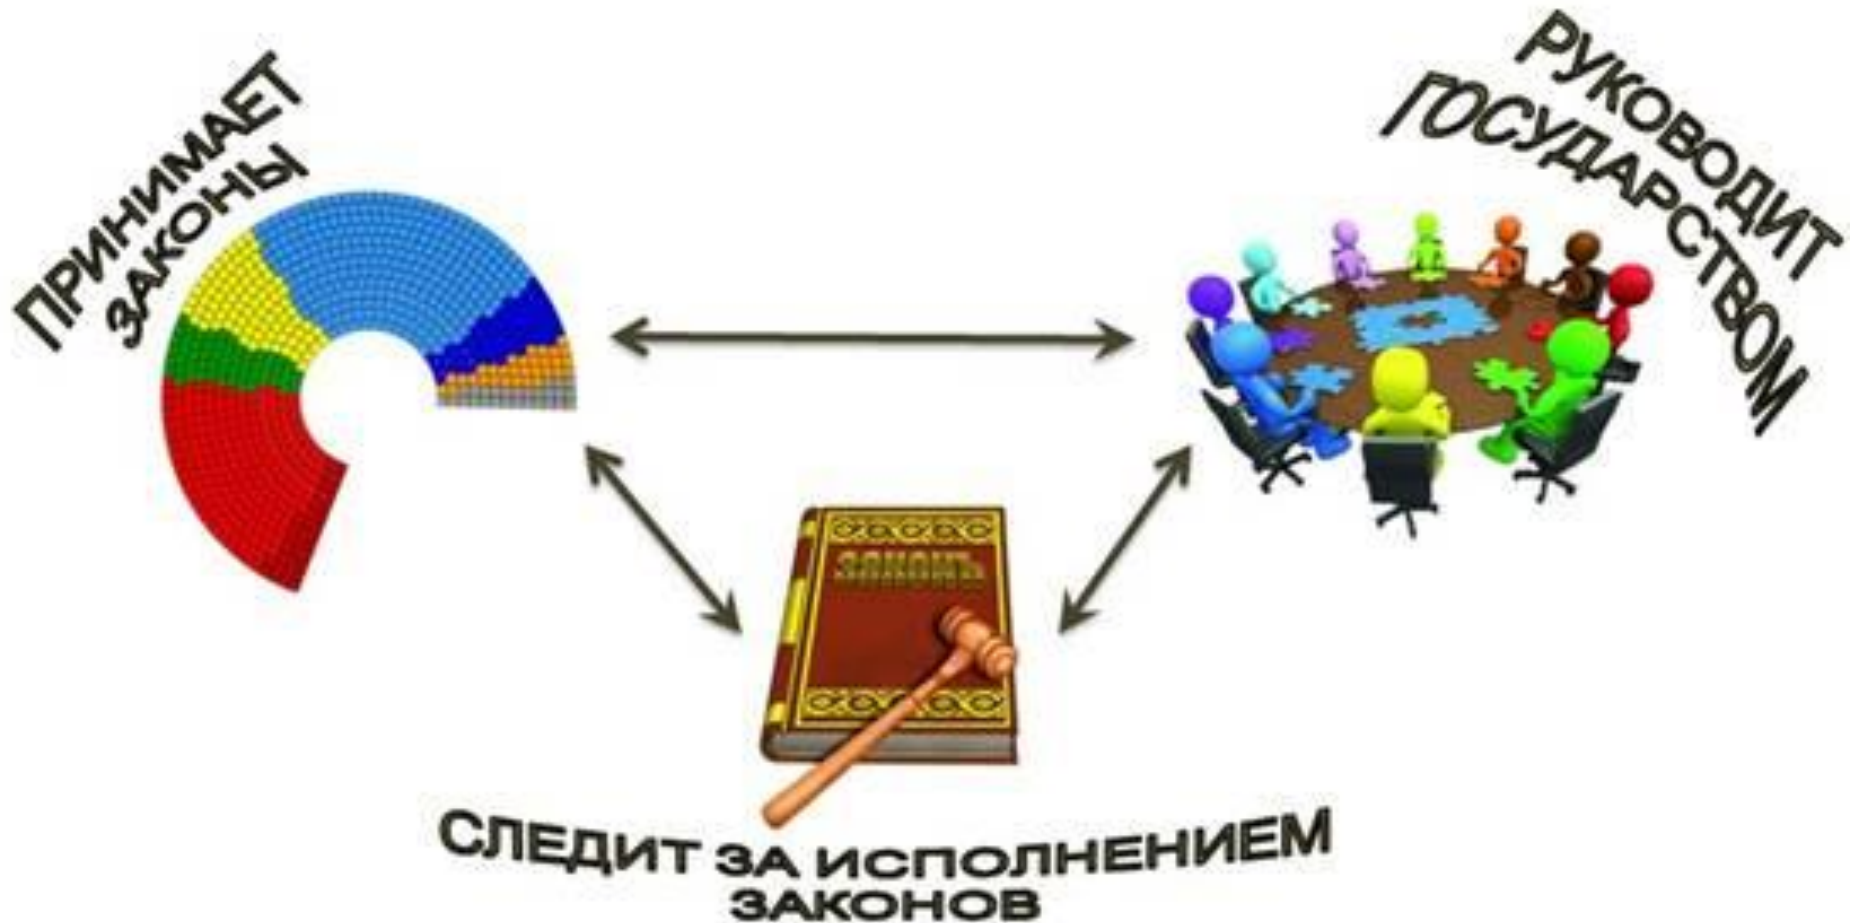 ПРИНИМАЕТ
ЗАКОНЫ
РУКОВОДИТ
ГОСУДАРСТВОМ
ЗАКОНЪ
СЛЕДИТ ЗА ИСПОЛНЕНИЕМ
ЗАКОНОВ